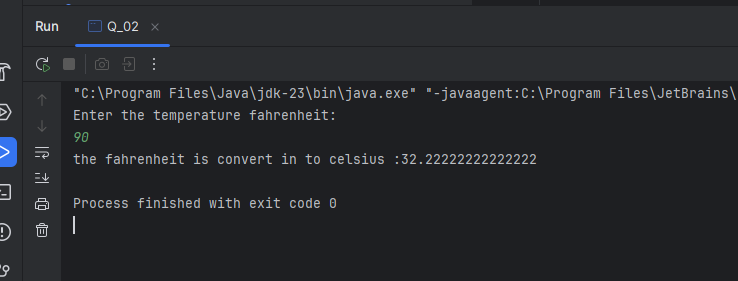 Run Q_02
"C:\Program Files\Java\jdk-23\bin\java.exe" "-javaagent:C:\Program Files\JetBrains\
Enter the temperature fahrenheit:
90
the fahrenheit is convert in to celsius :32.22222222222222
Process finished with exit code 0